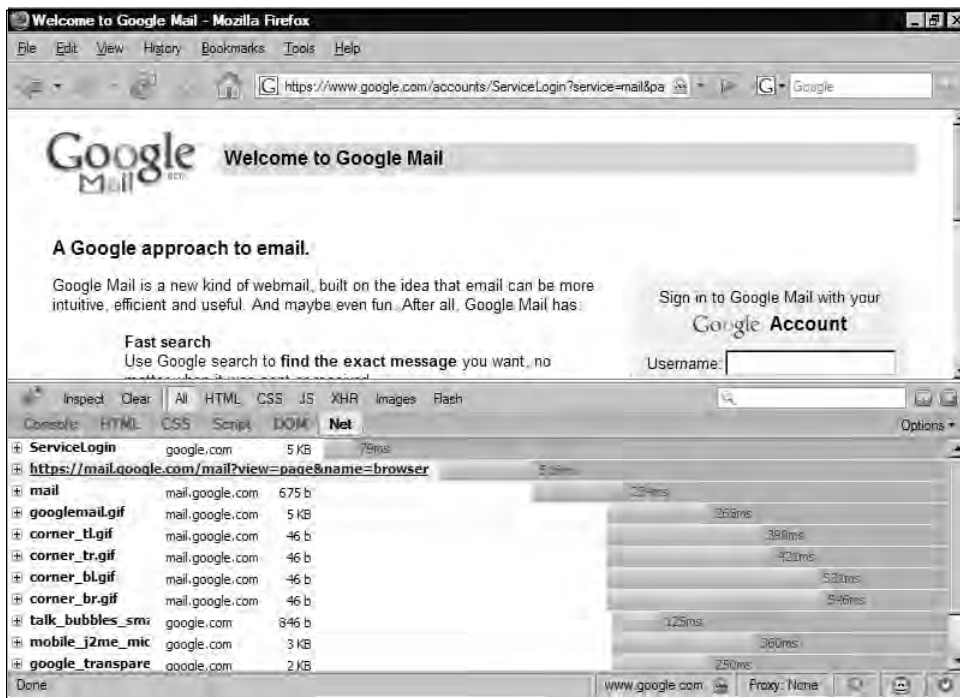 Welcome to Google Mail - Mozilla Firefox
File Edit View History Bookmarks Tools Help
https://www.google.com/accounts/ServiceLogin?service=mail&pa
G Google
Google Mail
Welcome to Google Mail
A Google approach to email.
Google Mail is a new kind of webmail, built on the idea that email can be more
intuitive, efficient and useful. And maybe even fun. After all, Google Mail has:
Fast search
Use Google search to find the exact message you want, no
Sign in to Google Mail with your
Google Account
Username:
Inspect Clear All HTML CSS JS XHR Images Flash
Console HTML CSS Script DOM Net Options
ServiceLogin google.com 5 KB 79ms
https://mail.google.com/mail?view=page&name=browser
mail mail.google.com 675 b
googlemail.gif mail.google.com 5 KB
corner_tl.gif mail.google.com 46 b
corner_tr.gif mail.google.com 46 b 421ms
corner_bl.gif mail.google.com 46 b
corner_br.gif mail.google.com 46 b 546ms
talk_bubbles_sma google.com 846 b 125ms
mobile_j2me_mic google.com 3 KB 360ms
google_transpare google.com 2 KB 250ms
Done www.google.com Proxy: None